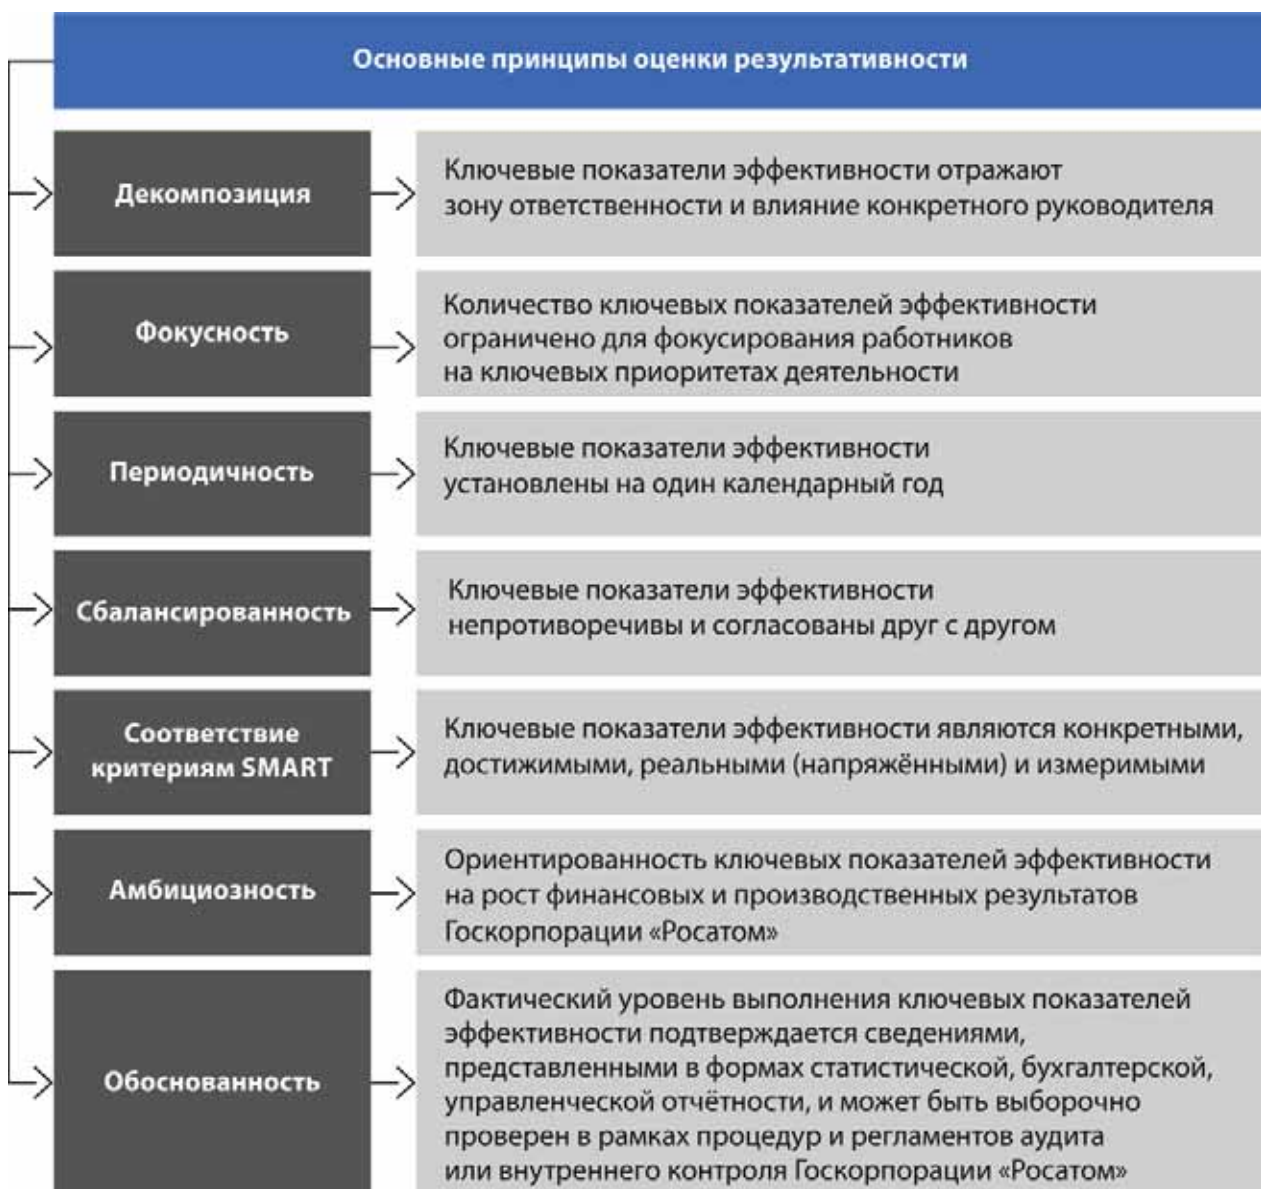 Основные принципы оценки результативности
Декомпозиция
Ключевые показатели эффективности отражают
зону ответственности и влияние конкретного руководителя
Фокусность
Количество ключевых показателей эффективности
ограничено для фокусирования работников
на ключевых приоритетах деятельности
Периодичность
Ключевые показатели эффективности
установлены на один календарный год
Сбалансированность
Ключевые показатели эффективности
непротиворечивы и согласованы друг с другом
Соответствие
критериям SMART
Ключевые показатели эффективности являются конкретными,
достижимыми, реальными (напряжёнными) и измеримыми
Амбициозность
Ориентированность ключевых показателей эффективности
на рост финансовых и производственных результатов
Госкорпорации «Росатом»
Обоснованность
Фактический уровень выполнения ключевых показателей
эффективности подтверждается сведениями,
представленными в формах статистической, бухгалтерской,
управленческой отчётности, и может быть выборочно
проверен в рамках процедур и регламентов аудита
или внутреннего контроля Госкорпорации «Росатом»